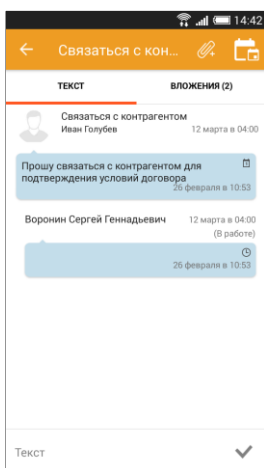 14:42
Связаться с кон...
ТЕКСТ
ВЛОЖЕНИЯ (2)
Связаться с контрагентом
Иван Голубев
12 марта в 04:00
Прошу связаться с контрагентом для
подтверждения условий договора
26 февраля в 10:53
Воронин Сергей Геннадьевич
12 марта в 04:00
(В работе)
26 февраля в 10:53
Текст